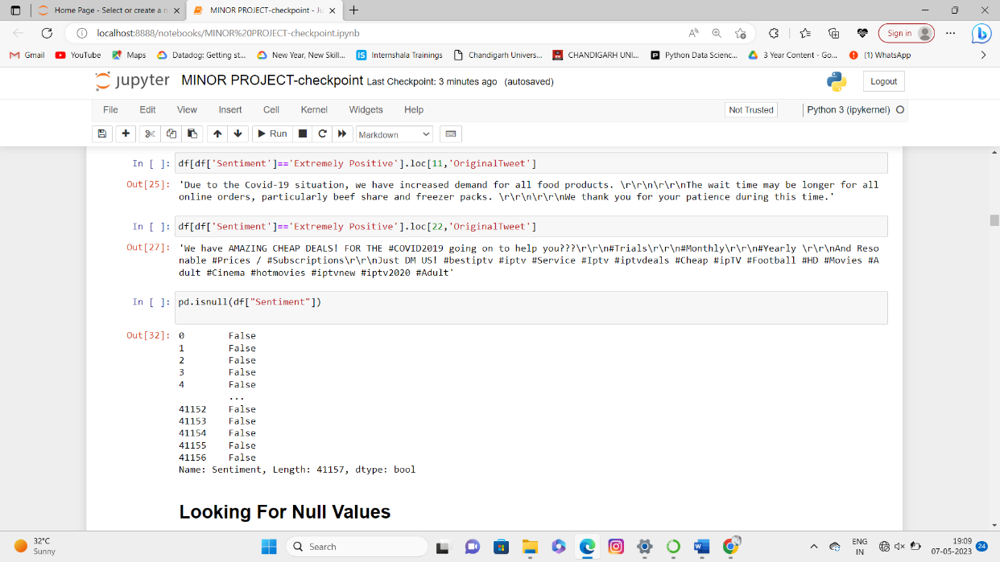 Home Page - Select or create a n
MINOR PROJECT-checkpoint - Ju
localhost:8888/notebooks/MINOR%20PROJECT-checkpoint.ipynb
Sign in
Gmail
YouTube
Maps
Datadog: Getting st...
New Year, New Skill...
Internshala Trainings
Chandigarh Univers...
CHANDIGARH UNI...
Python Data Scienc...
3 Year Content - Go...
(1) WhatsApp
jupyter MINOR PROJECT-checkpoint Last Checkpoint: 3 minutes ago (autosaved)
Logout
File Edit View Insert Cell Kernel Widgets Help
Not Trusted
Python 3 (ipykernel)
Run
Markdown
In [ ]: df[df['Sentiment']=='Extremely Positive'].loc[11,'OriginalTweet']
Out[25]: 'Due to the Covid-19 situation, we have increased demand for all food products. \r\r\n\r\r\nThe wait time may be longer for all
online orders, particularly beef share and freezer packs. \r\r\n\r\r\nWe thank you for your patience during this time.'
In [ ]: df[df['Sentiment']=='Extremely Positive'].loc[22,'OriginalTweet']
Out[27]: 'We have AMAZING CHEAP DEALS! FOR THE #COVID2019 going on to help you???\r\r\n#Trials\r\r\n#Monthly\r\r\n#Yearly \r\r\nAnd Reso
nable #Prices / #Subscriptions\r\r\nJust DM US! #bestiptv #iptv #Service #Iptv #iptvdeals #Cheap #ipTV #Football #HD #Movies #A
dult #Cinema #hotmovies #iptvnew #iptv2020 #Adult'
In [ ]: pd.isnull(df["Sentiment"])
Out[32]: 0 False
1 False
2 False
3 False
4 False
...
41152 False
41153 False
41154 False
41155 False
41156 False
Name: Sentiment, Length: 41157, dtype: bool
Looking For Null Values
32°C
Sunny
Search
ENG
IN
19:09
07-05-2023
24